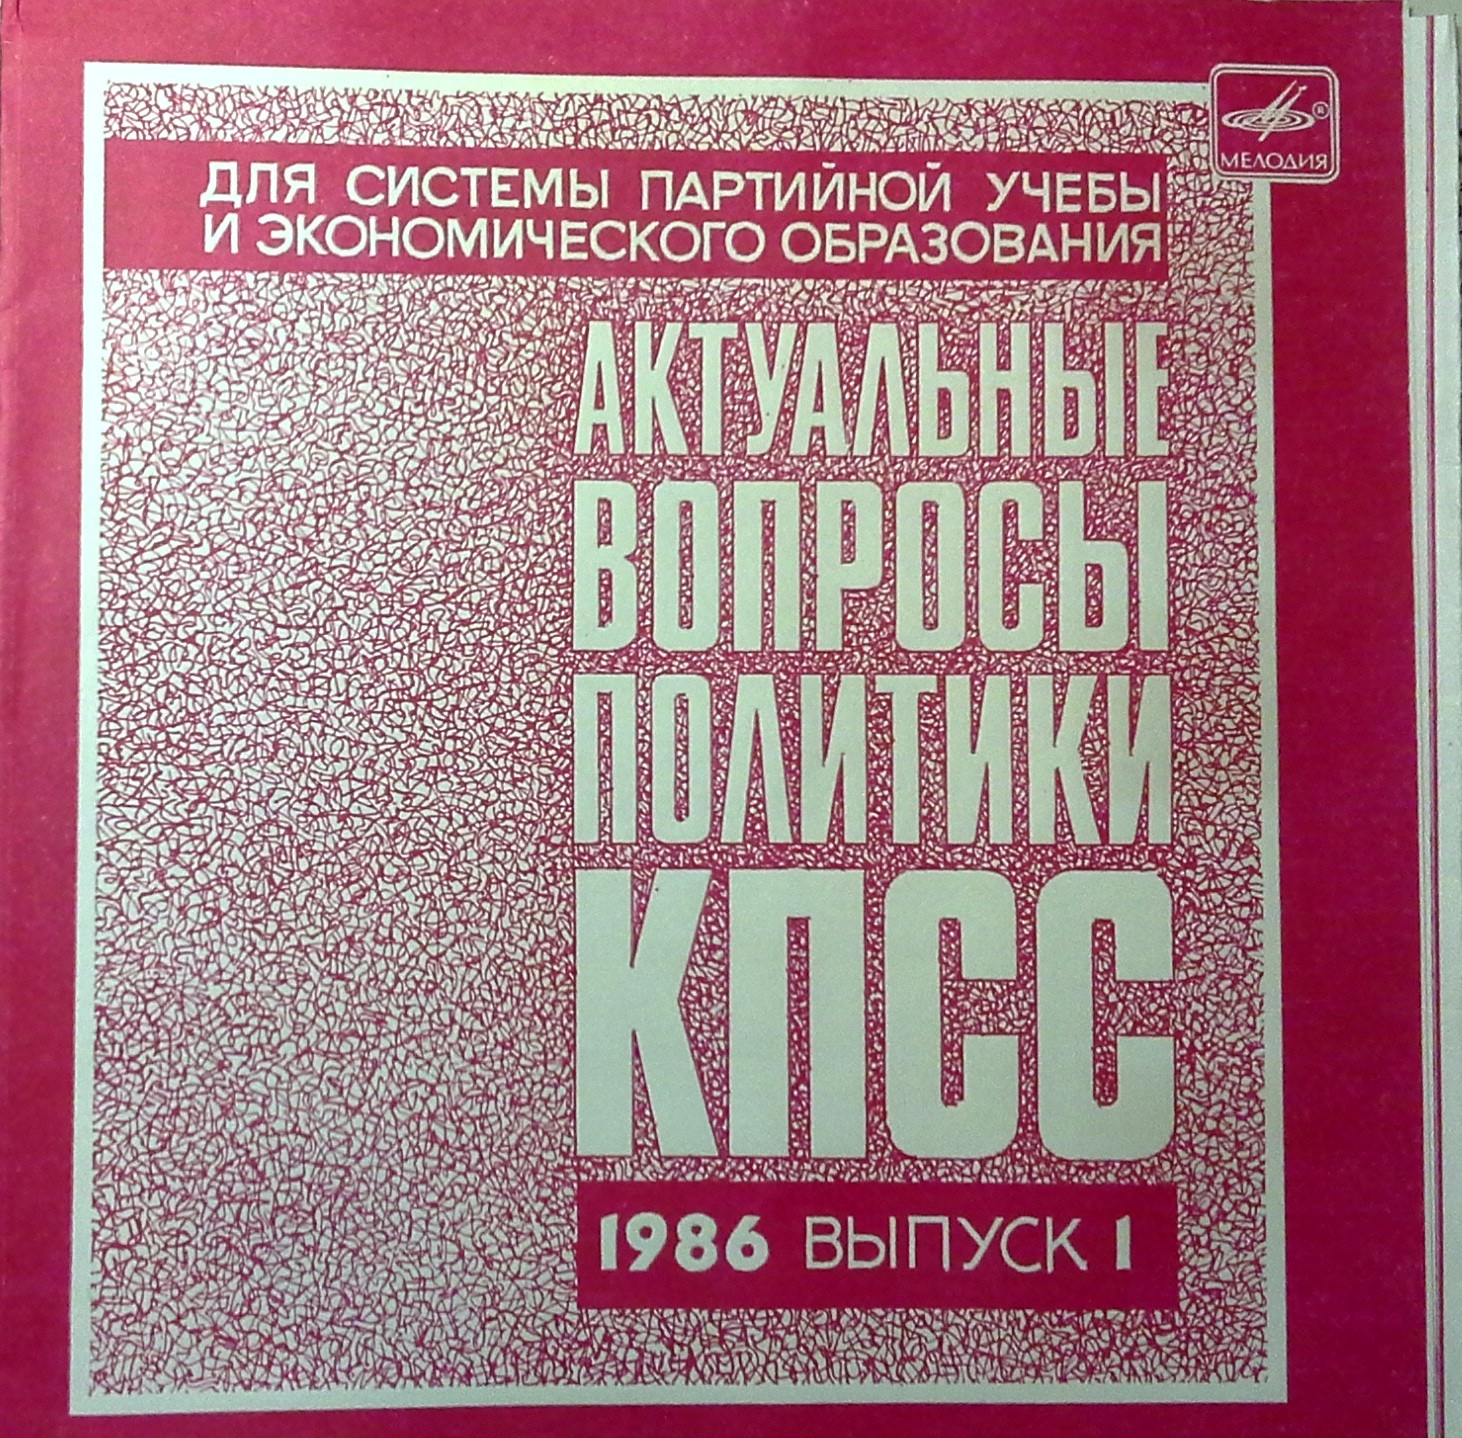 МЕЛОДИЯ
ДЛЯ СИСТЕМЫ ПАРТИЙНОЙ УЧЕБЫ
И ЭКОНОМИЧЕСКОГО ОБРАЗОВАНИЯ
АКТУАЛЬНЫЕ
ВОПРОСЫ
ПОЛИТИКИ
КПСС
1986 ВЫПУСК 1